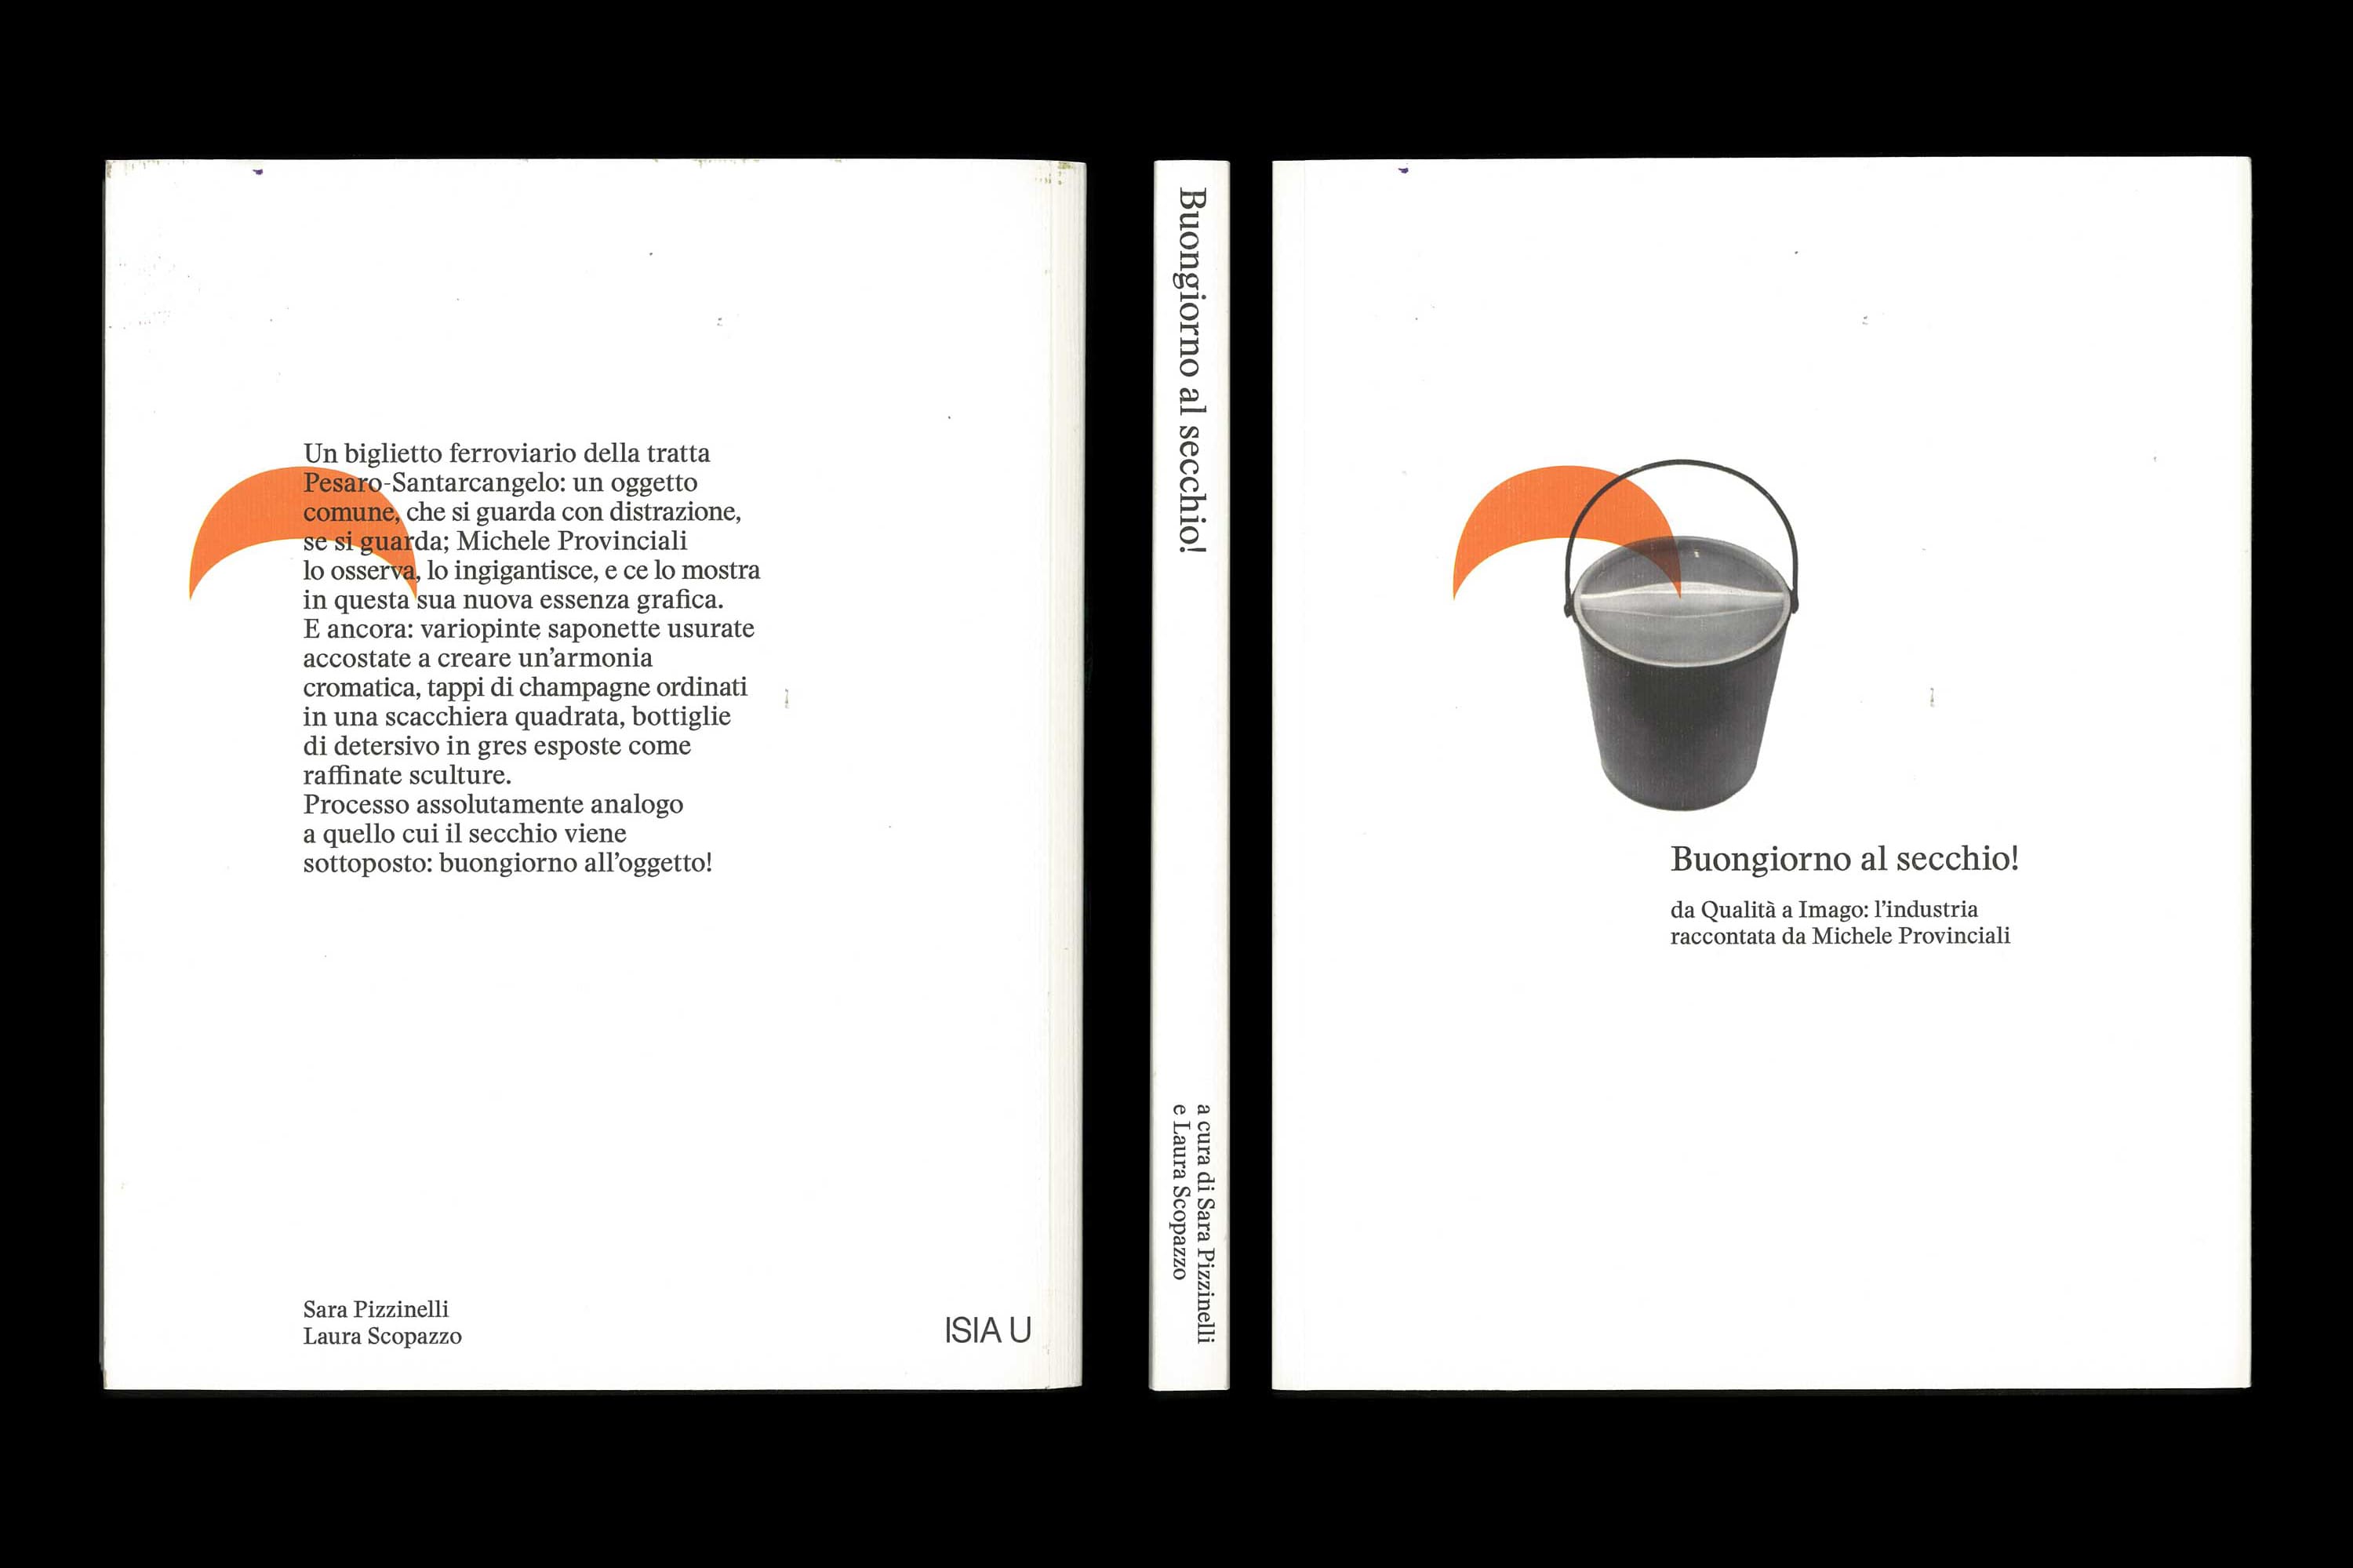 Un biglietto ferroviario della tratta
Pesaro-Santarcangelo: un oggetto
comune, che si guarda con distrazione,
se si guarda; Michele Provinciali
lo osserva, lo ingigantisce, e ce lo mostra
in questa sua nuova essenza grafica.
E ancora: variopinte saponette usurate
accostate a creare un’armonia
cromatica, tappi di champagne ordinati
in una scacchiera quadrata, bottiglie
di detersivo in gres esposte come
raffinate sculture.
Processo assolutamente analogo
a quello cui il secchio viene
sottoposto: buongiorno all’oggetto!
Sara Pizzinelli
Laura Scopazzo
ISIA U
Buongiorno al secchio!
a cura di Sara Pizzinelli
e Laura Scopazzo
Buongiorno al secchio!
da Qualità a Imago: l’industria
raccontata da Michele Provinciali